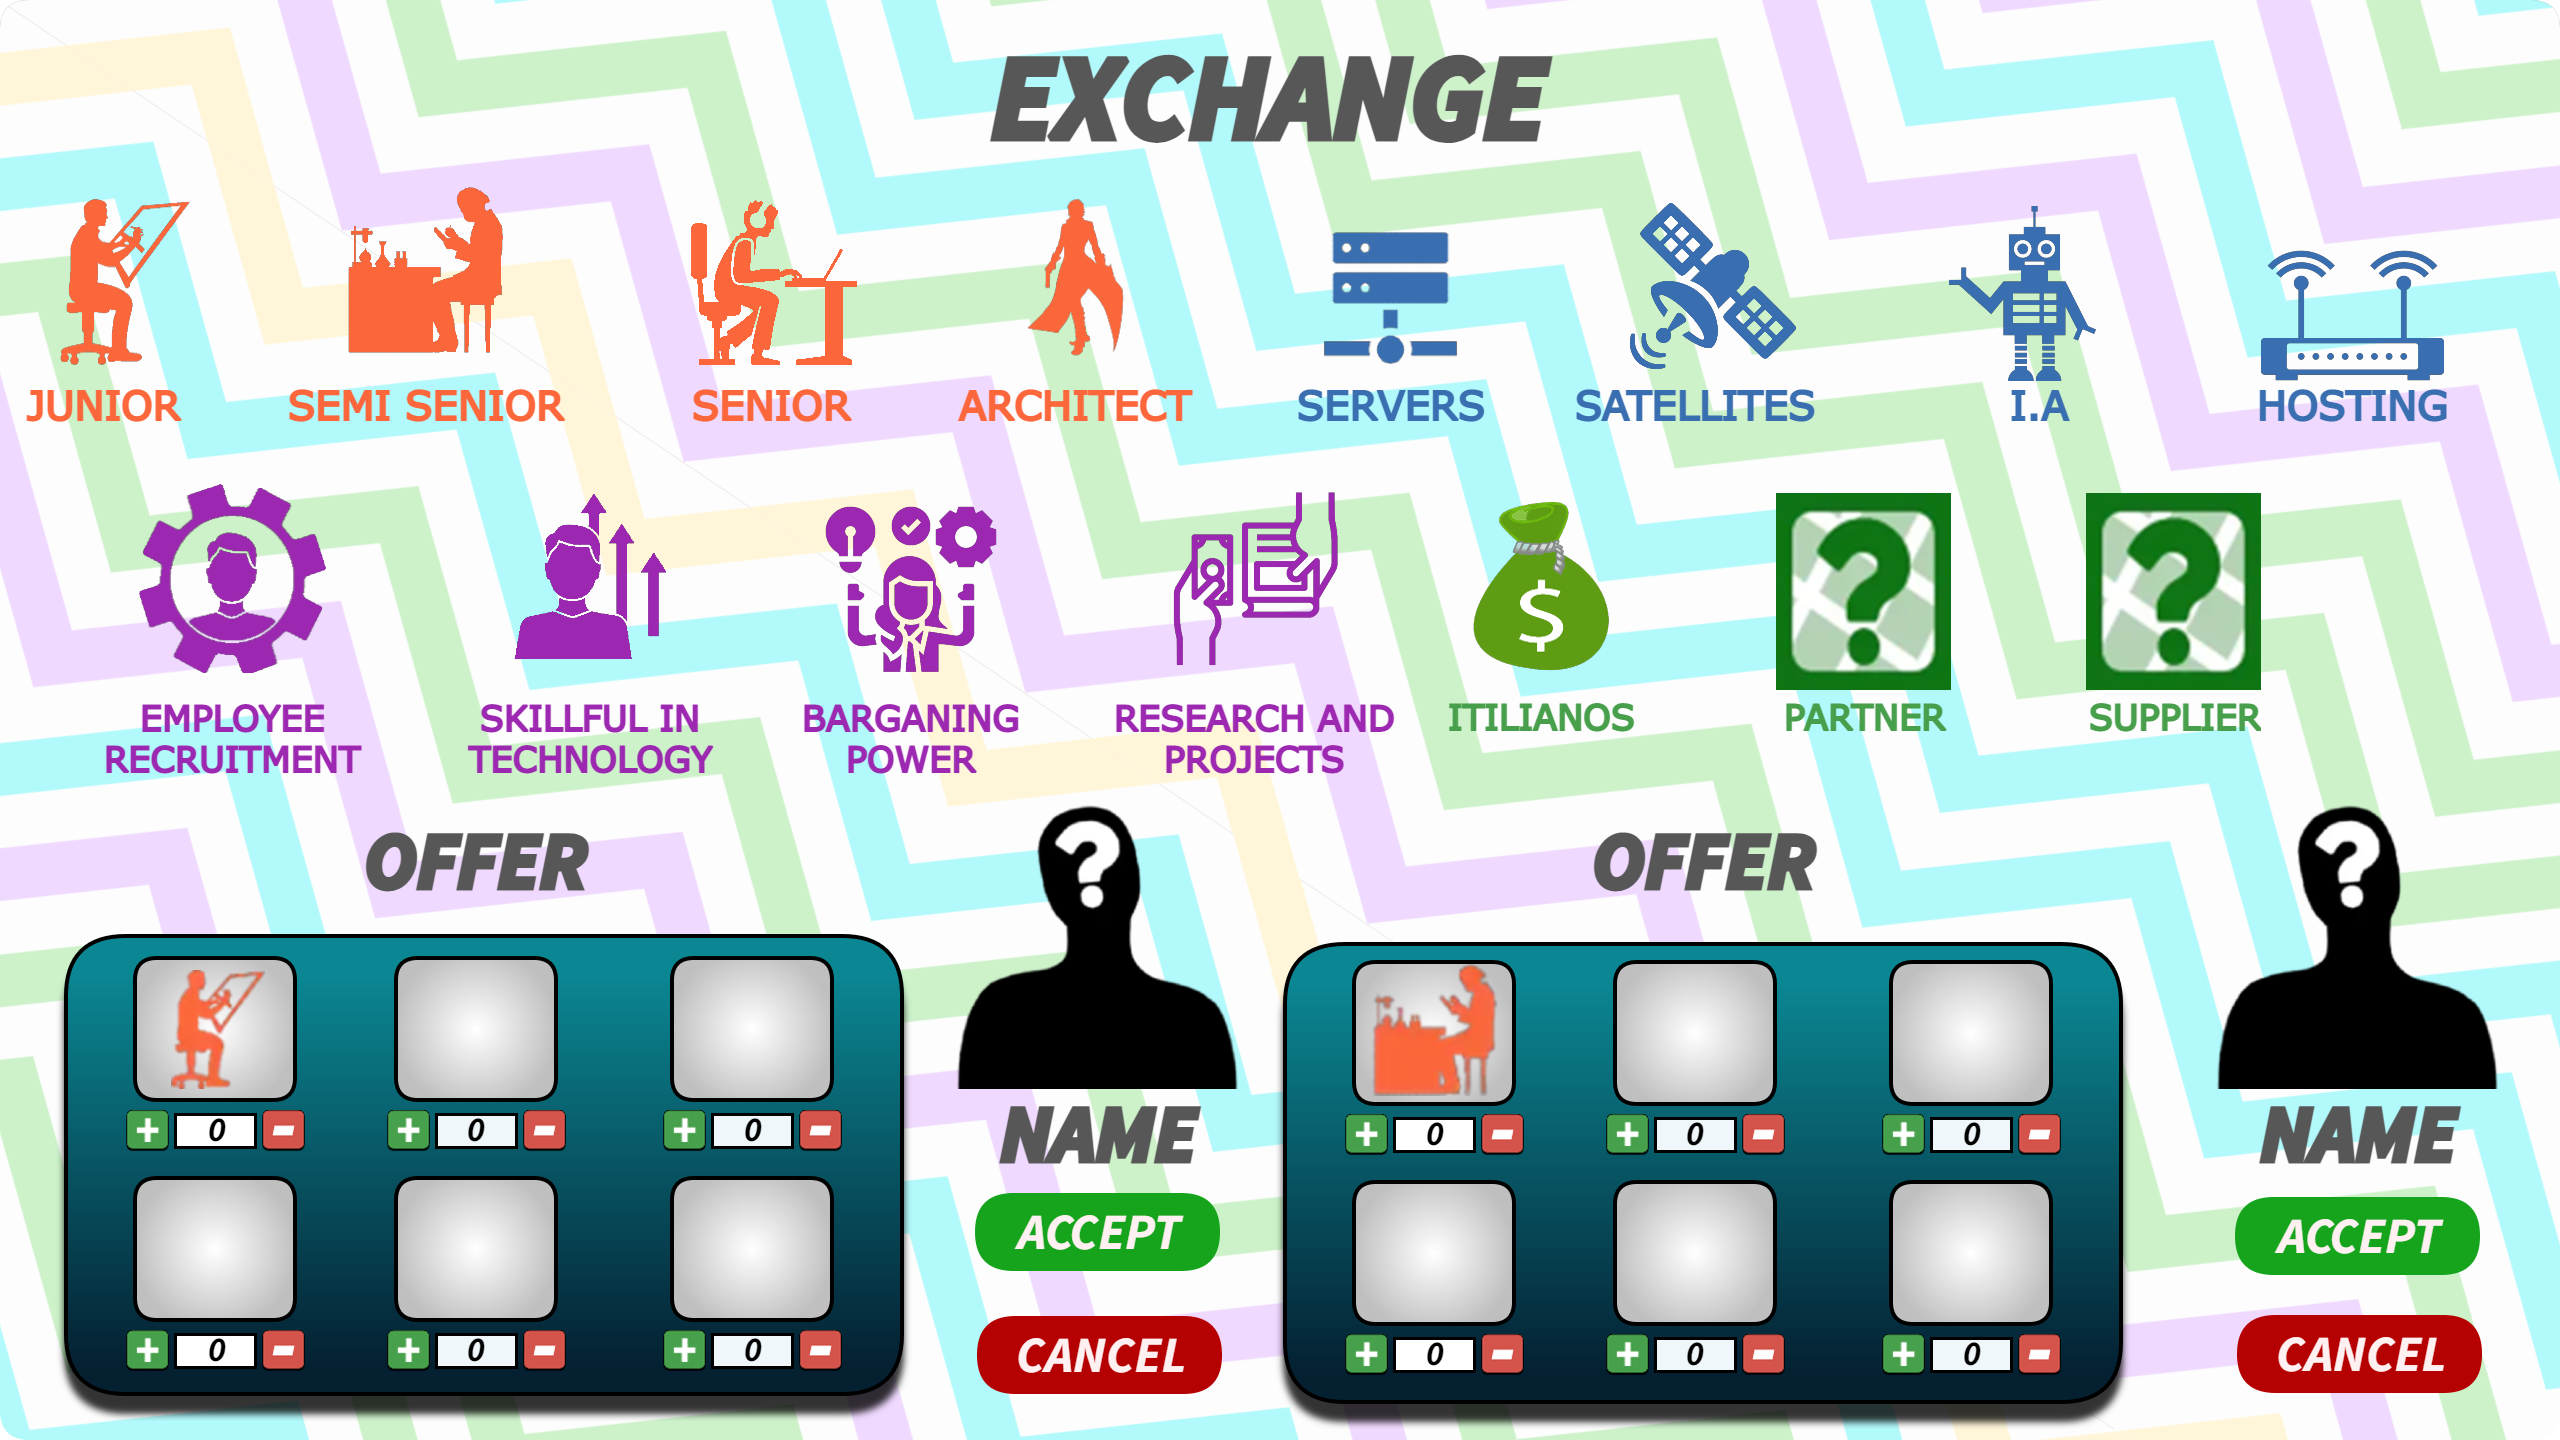 EXCHANGE
JUNIOR
SEMI SENIOR
SENIOR
ARCHITECT
SERVERS
SATELLITES
I.A
HOSTING
EMPLOYEE
RECRUITMENT
SKILLFUL IN
TECHNOLOGY
BARGANING
POWER
RESEARCH AND
PROJECTS
$
ITILIANOS
?
PARTNER
?
SUPPLIER
OFFER
+ 0 -
+ 0 -
+ 0 -
+ 0 -
+ 0 -
+ 0 -
?
NAME
ACCEPT
CANCEL
OFFER
+ 0 -
+ 0 -
+ 0 -
+ 0 -
+ 0 -
+ 0 -
?
NAME
ACCEPT
CANCEL